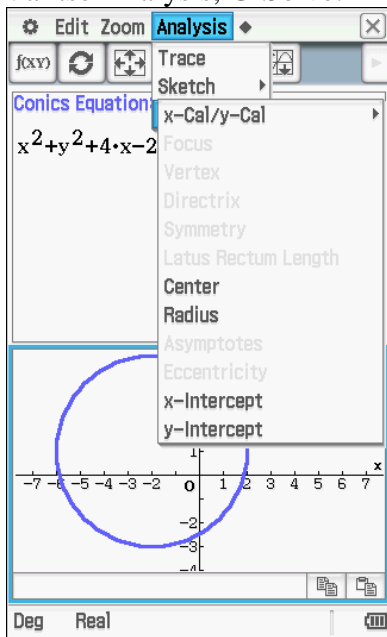 Edit Zoom Analysis
f(XY)
Trace
Sketch
Conics Equation
x-Cal/y-Cal
x²+y²+4·x-2
Focus
Vertex
Directrix
Symmetry
Latus Rectum Length
Center
Radius
Asymptotes
Eccentricity
x-Intercept
y-Intercept
1
x
-7 -6 -5 -4 -3 -2 0 1 2 3 4 5 6 7
-2
-3
-4
Deg Real